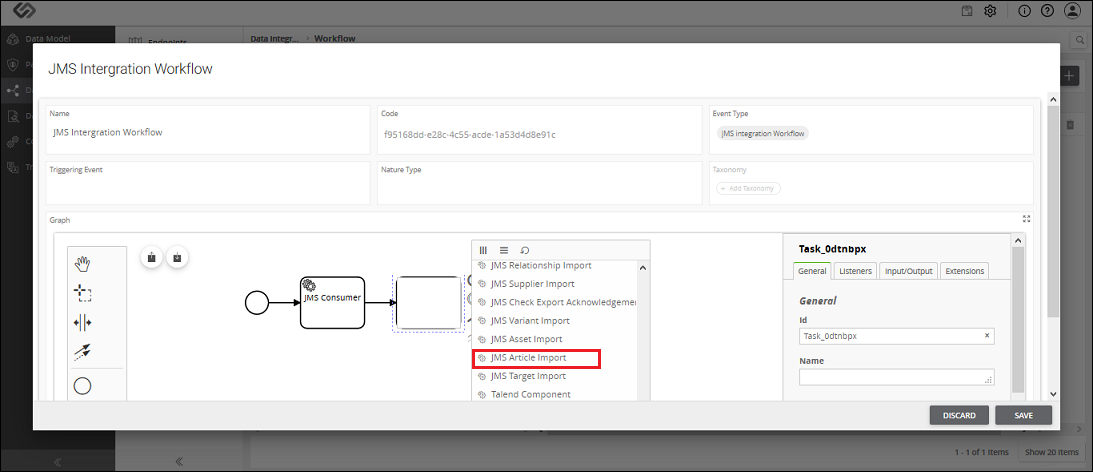 Data Model
Endpoints
Data Integr... › Workflow
JMS Intergration Workflow
Name
JMS Intergration Workflow
Code
f95168dd-e28c-4c55-acde-1a53d4d8e91c
Event Type
JMS integration Workflow
Triggering Event
Nature Type
Taxonomy
+ Add Taxonomy
Graph
JMS Consumer
JMS Relationship Import
JMS Supplier Import
JMS Check Export Acknowledgemen
JMS Variant Import
JMS Asset Import
JMS Article Import
JMS Target Import
Talend Component
Task_0dtnbpx
General
Listeners
Input/Output
Extensions
General
Id
Task_0dtnbpx
×
Name
DISCARD
SAVE
1 - 1 of 1 Items
Show 20 Items